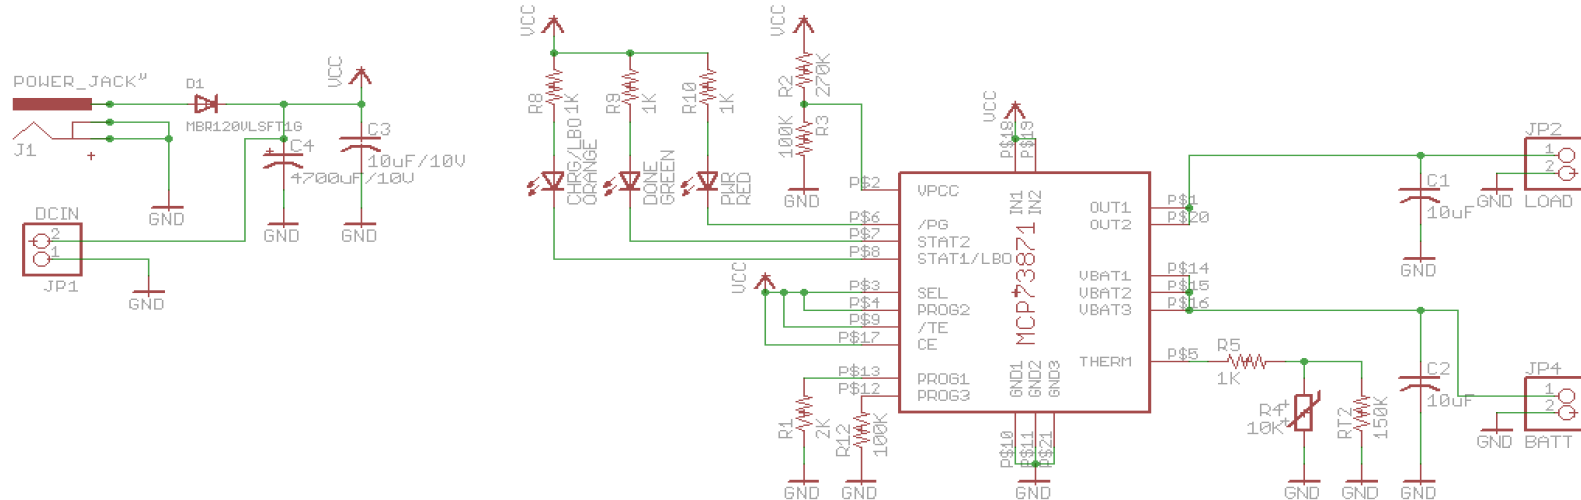 POWER_JACK"
J1
D1
MBR120VLSFT1G
VCC
C4
4700uF/10V
C3
10uF/10V
GND
GND
GND
DCIN
2
1
JP1
GND
VCC
R8
1K
R9
1K
R10
1K
CHRG/LBO
ORANGE
DONE
GREEN
PWR
RED
VCC
R2
270K
100K
R3
GND
VCC
P$18
P$19
P$2
P$6
P$7
P$8
VCC
P$3
P$4
P$9
P$17
P$13
P$12
VPCC
/PG
STAT2
STAT1/LBO
SEL
PROG2
/TE
CE
PROG1
PROG3
IN1
IN2
MCP73871
GND1
GND2
GND3
OUT1
OUT2
VBAT1
VBAT2
VBAT3
THERM
P$1
P$20
P$14
P$15
P$16
P$5
P$10
P$11
P$21
GND
R1
2K
GND
R12
100K
GND
R5
1K
R4
10K
GND
RT2
150K
GND
C1
10uF
GND
JP2
1
2
GND
LOAD
C2
10uF
GND
JP4
1
2
GND
BATT